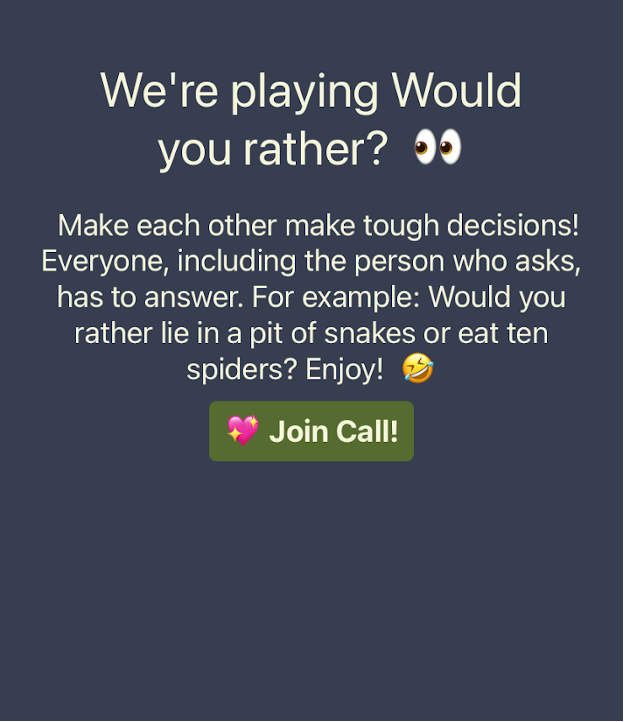 We're playing Would
you rather? 👀
Make each other make tough decisions!
Everyone, including the person who asks,
has to answer. For example: Would you
rather lie in a pit of snakes or eat ten
spiders? Enjoy! 🤣
💖 Join Call!